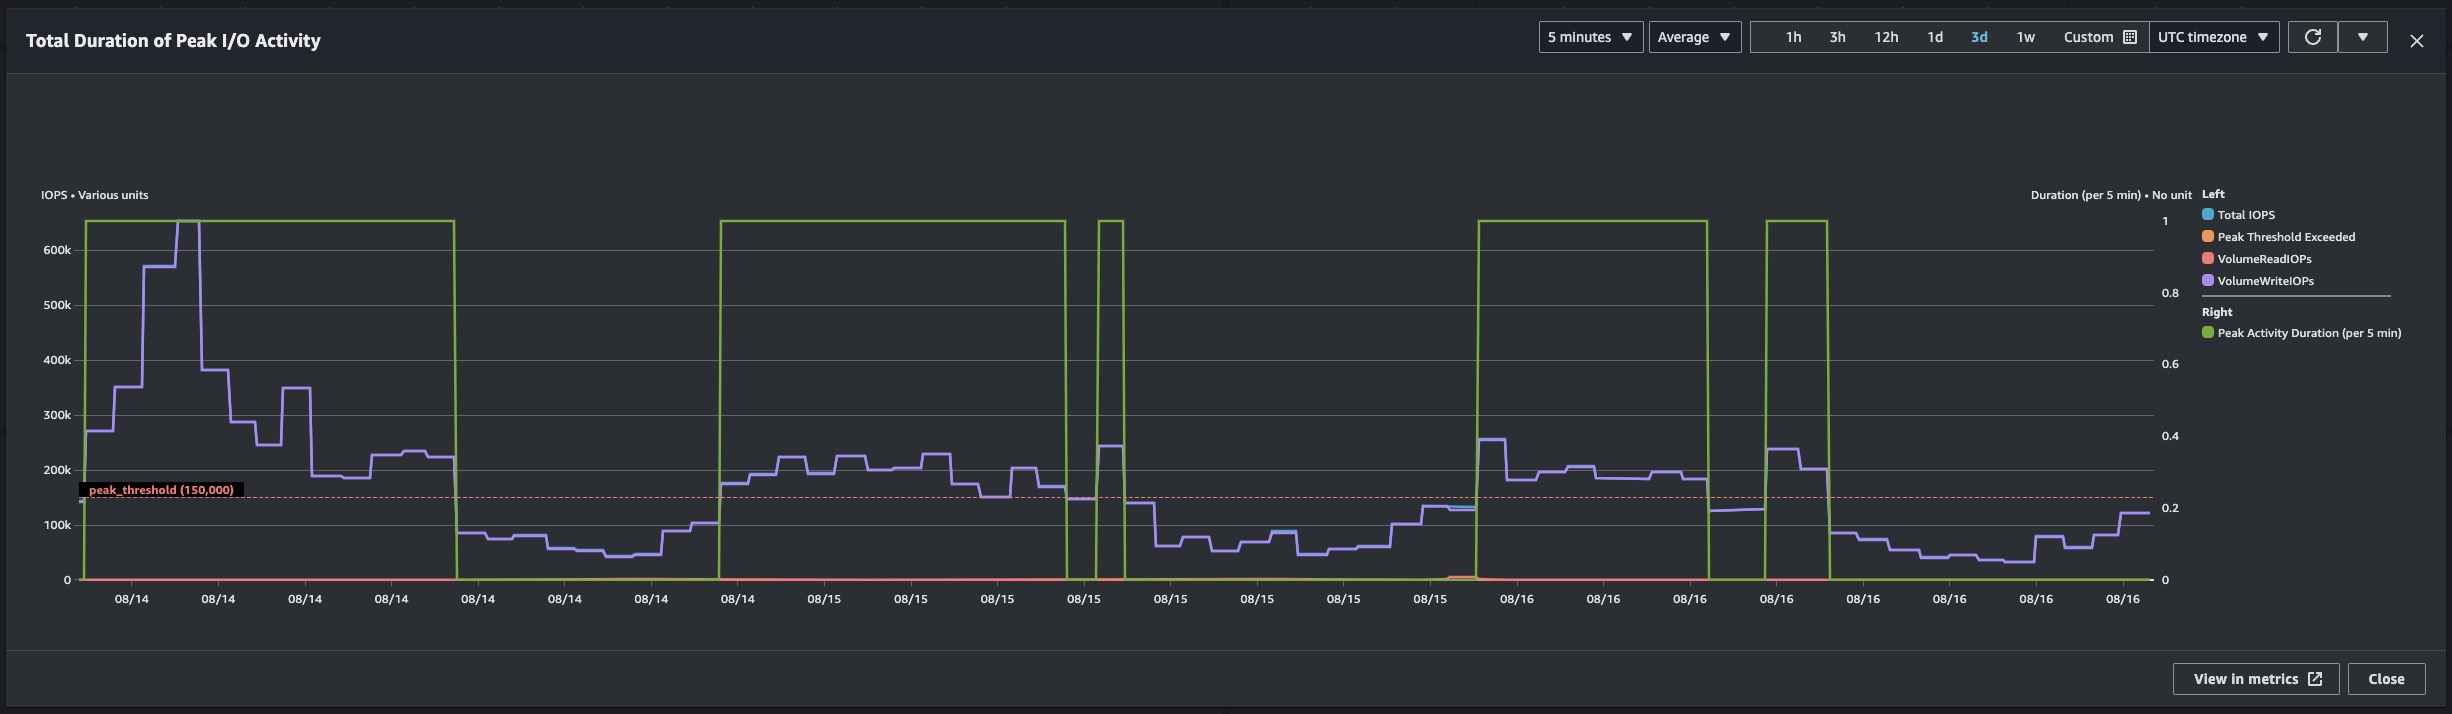 Total Duration of Peak I/O Activity
5 minutes Average 1h 3h 12h 1d 3d 1w Custom UTC timezone
IOPS • Various units
Duration (per 5 min) • No unit
600k
500k
400k
300k
200k
100k
0
peak_threshold (150,000)
1
0.8
0.6
0.4
0.2
0
08/14 08/14 08/14 08/14 08/14 08/14 08/14 08/14 08/15 08/15 08/15 08/15 08/15 08/15 08/15 08/15 08/16 08/16 08/16 08/16 08/16 08/16 08/16 08/16
Left
Total IOPS
Peak Threshold Exceeded
VolumeReadIOPs
VolumeWriteIOPs
Right
Peak Activity Duration (per 5 min)
View in metrics Close